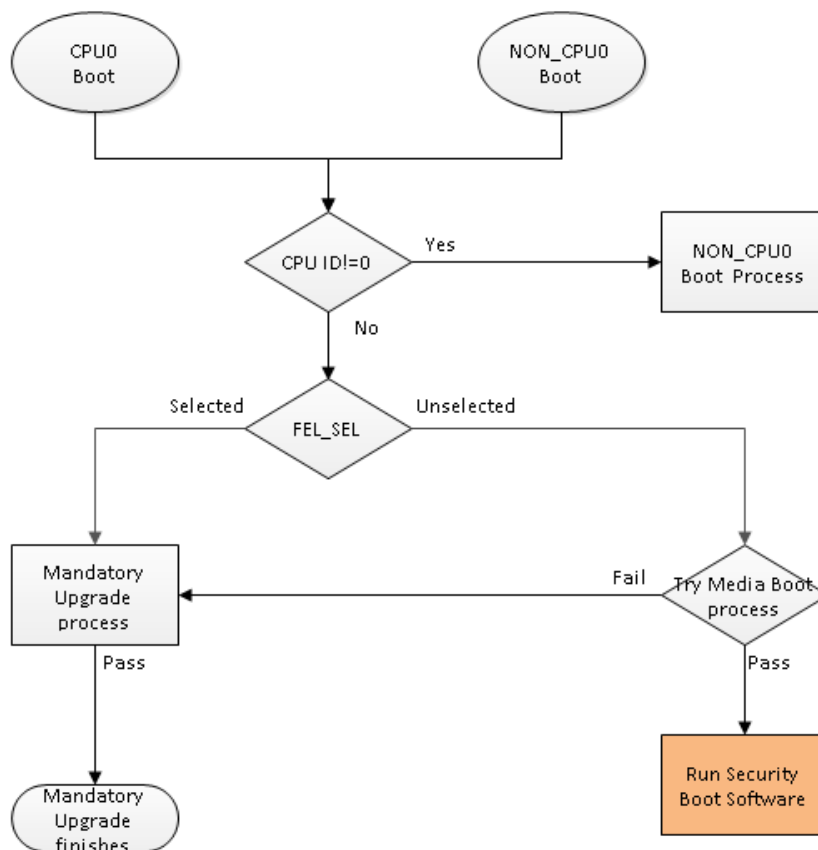 CPU0
Boot
NON_CPU0
Boot
CPU ID!=0
Yes
NON_CPU0
Boot Process
No
Selected
FEL_SEL
Unselected
Mandatory
Upgrade
process
Fail
Try Media Boot
process
Pass
Pass
Mandatory
Upgrade
finishes
Run Security
Boot Software